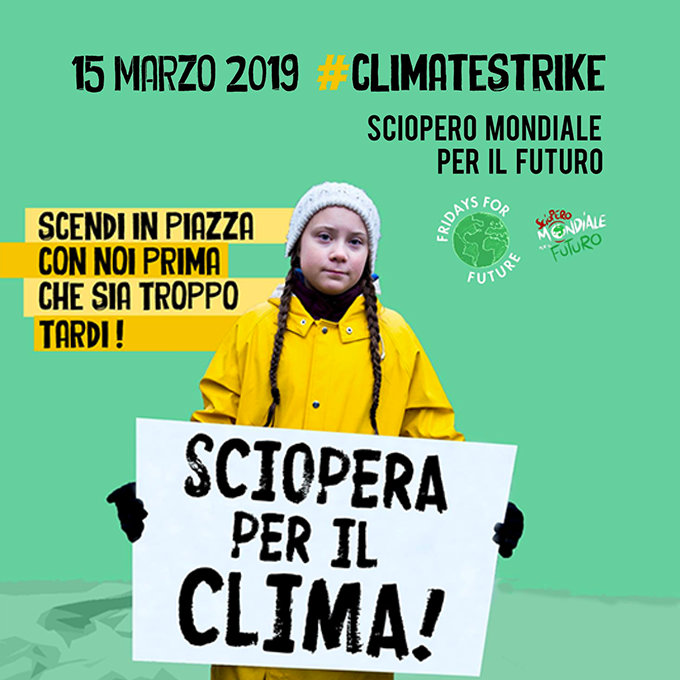 15 MARZO 2019 #CLIMATESTRIKE
SCIOPERO MONDIALE
PER IL FUTURO
FRIDAYS FOR
FUTURE
SCIOPERO
MONDIALE
FUTURO
SCENDI IN PIAZZA
CON NOI PRIMA
CHE SIA TROPPO
TARDI!
SCIOPERA
PER IL
CLIMA!